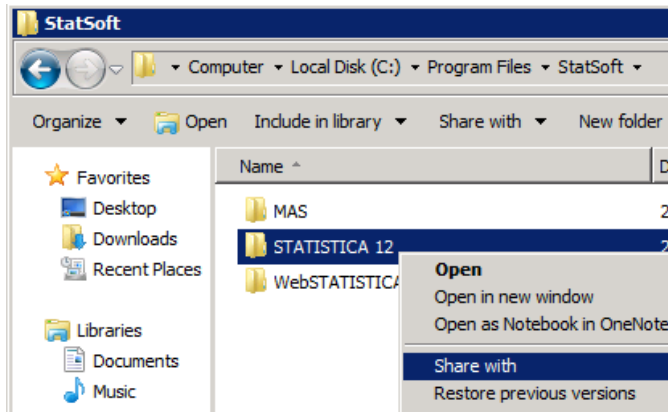 StatSoft
Computer Local Disk (C:) Program Files StatSoft
Organize Open Include in library Share with New folder
Favorites
Desktop
Downloads
Recent Places
Libraries
Documents
Music
Name
MAS
STATISTICA 12
WebSTATISTICA
Open
Open in new window
Open as Notebook in OneNote
Share with
Restore previous versions